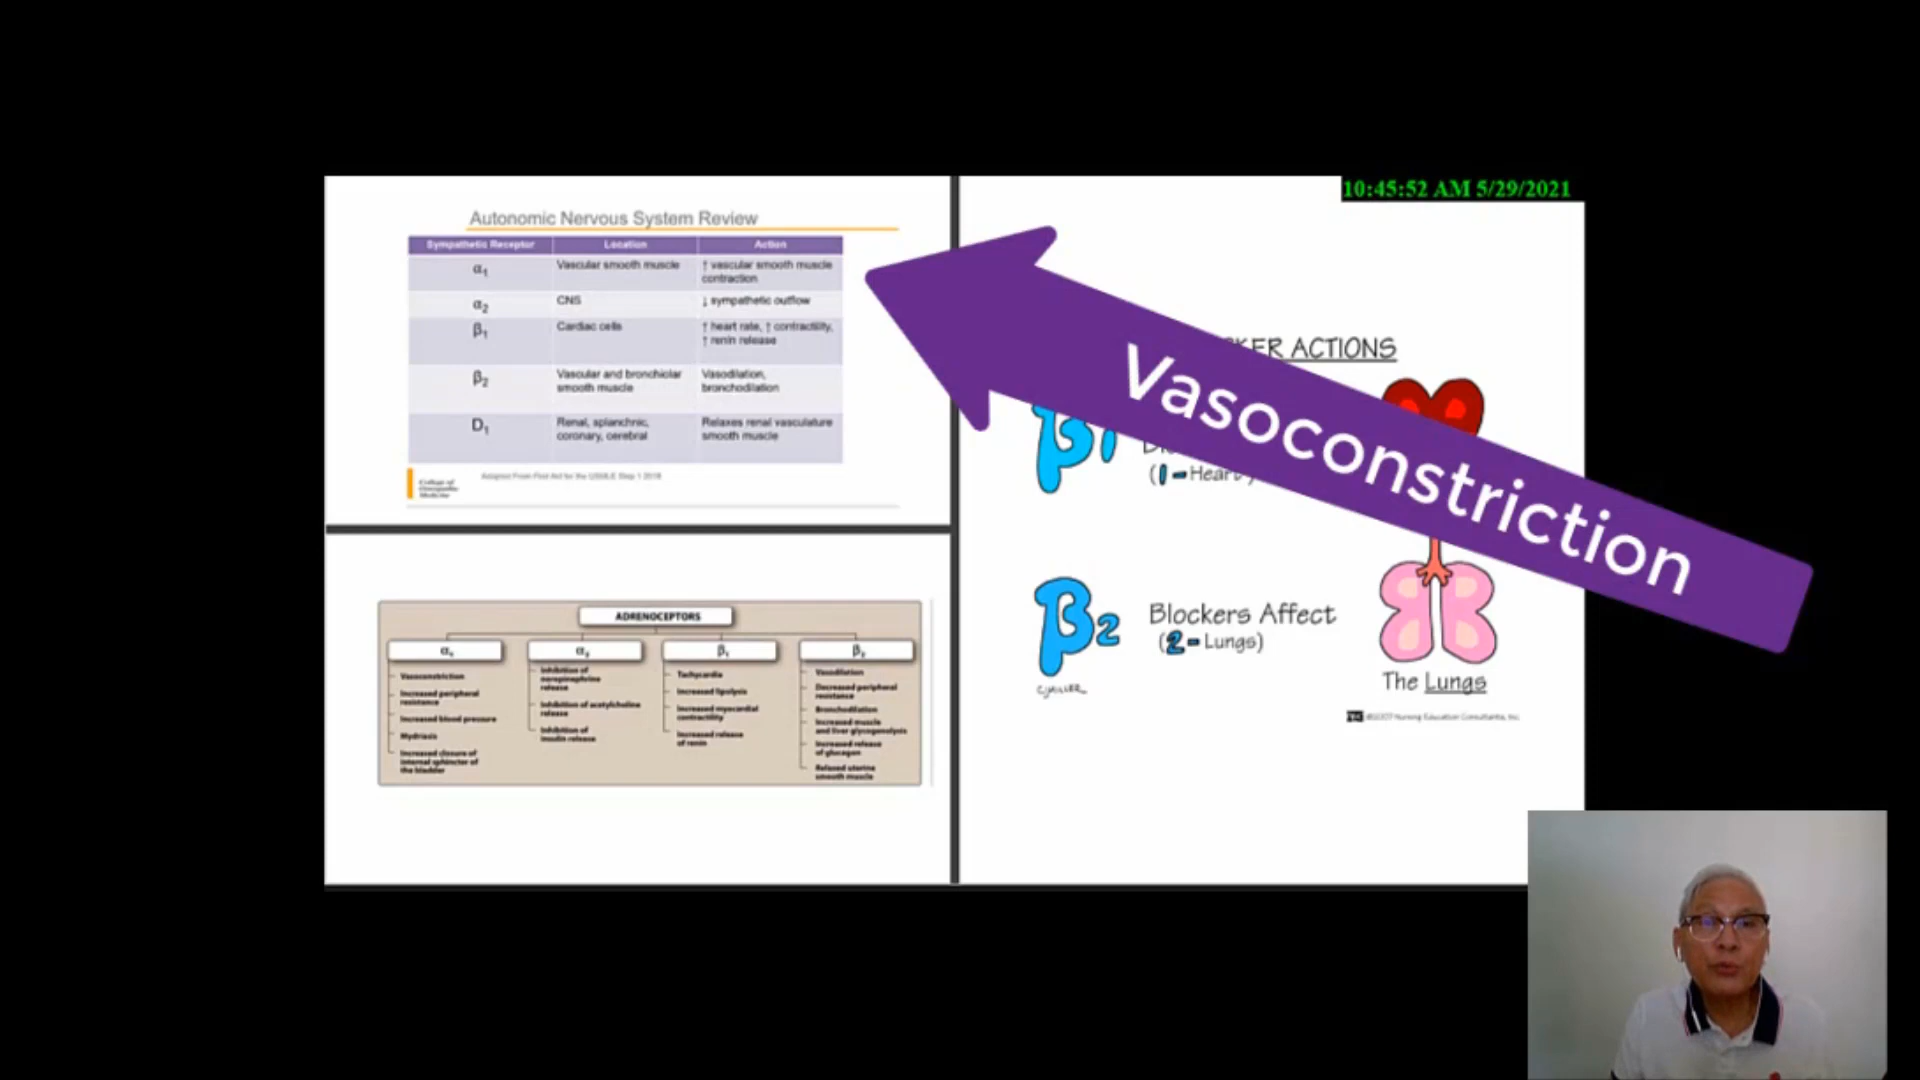 10:45:52 AM 5/29/2021
Autonomic Nervous System Review
Sympathetic Receptor Location Action
α1 Vascular smooth muscle ↑ vascular smooth muscle
contraction
α2 CNS ↓ sympathetic outflow
β1 Cardiac cells ↑ heart rate, ↑ contractility,
↑ renin release
β2 Vascular and bronchiolar
smooth muscle
Vasodilation,
bronchodilation
D1 Renal, splanchnic,
coronary, cerebral
Relaxes renal vasculature
smooth muscle
College of
Osteopathic
Medicine
Adapted From First Aid for the USMLE Step 1 2018
ADRENOCEPTORS
α1
Vasoconstriction
Increased peripheral
resistance
Increased blood pressure
Mydriasis
Increased closure of
internal sphincter of
the bladder
α2
Inhibition of
norepinephrine
release
Inhibition of acetylcholine
release
Inhibition of
insulin release
β1
Tachycardia
Increased lipolysis
Increased myocardial
contractility
Increased release
of renin
β2
Vasodilation
Decreased peripheral
resistance
Bronchodilation
Increased muscle
and liver glycogenolysis
Increased release
of glucagon
Relaxed uterine
smooth muscle
Vasoconstriction
ACTIONS
β1
(1-Heart)
β2 Blockers Affect
(2-Lungs)
The Lungs
CJMILLER
©2007 Nursing Education Consultants, Inc.